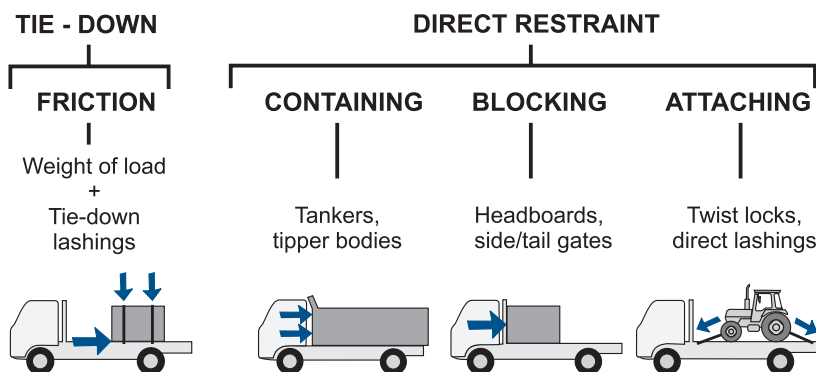 TIE - DOWN
FRICTION
Weight of load
+
Tie-down
lashings
DIRECT RESTRAINT
CONTAINING
Tankers,
tipper bodies
BLOCKING
Headboards,
side/tail gates
ATTACHING
Twist locks,
direct lashings